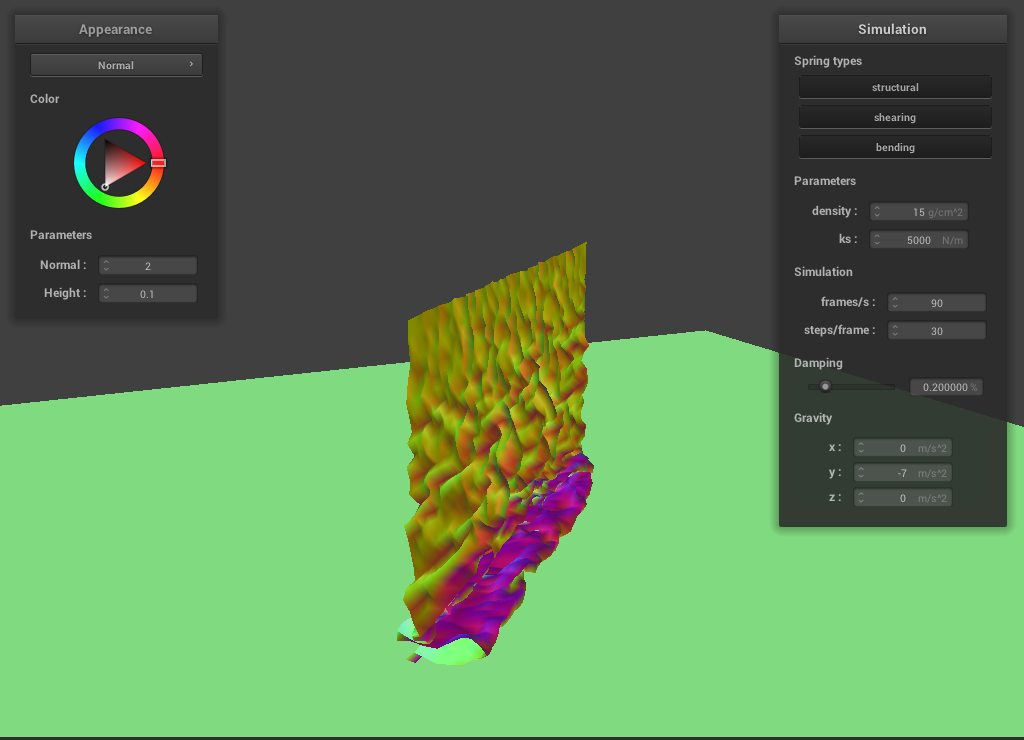 Appearance
Normal
Color
Parameters
Normal : 2
Height : 0.1
Simulation
Spring types
structural
shearing
bending
Parameters
density : 15 g/cm^2
ks : 5000 N/m
Simulation
frames/s : 90
steps/frame : 30
Damping
0.200000 %
Gravity
x : 0 m/s^2
y : -7 m/s^2
z : 0 m/s^2